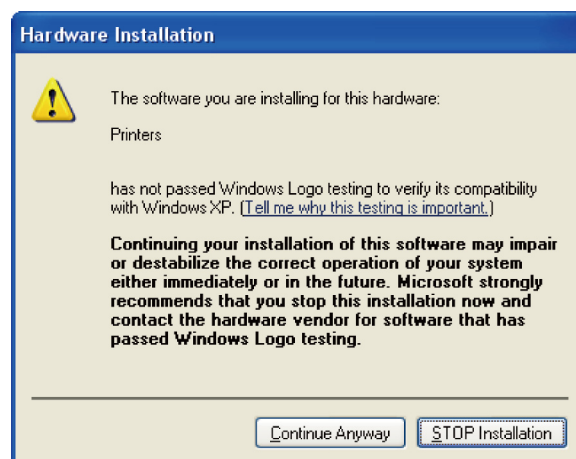 Hardware Installation
The software you are installing for this hardware:
Printers
has not passed Windows Logo testing to verify its compatibility
with Windows XP. (Tell me why this testing is important.)
Continuing your installation of this software may impair
or destabilize the correct operation of your system
either immediately or in the future. Microsoft strongly
recommends that you stop this installation now and
contact the hardware vendor for software that has
passed Windows Logo testing.
Continue Anyway STOP Installation